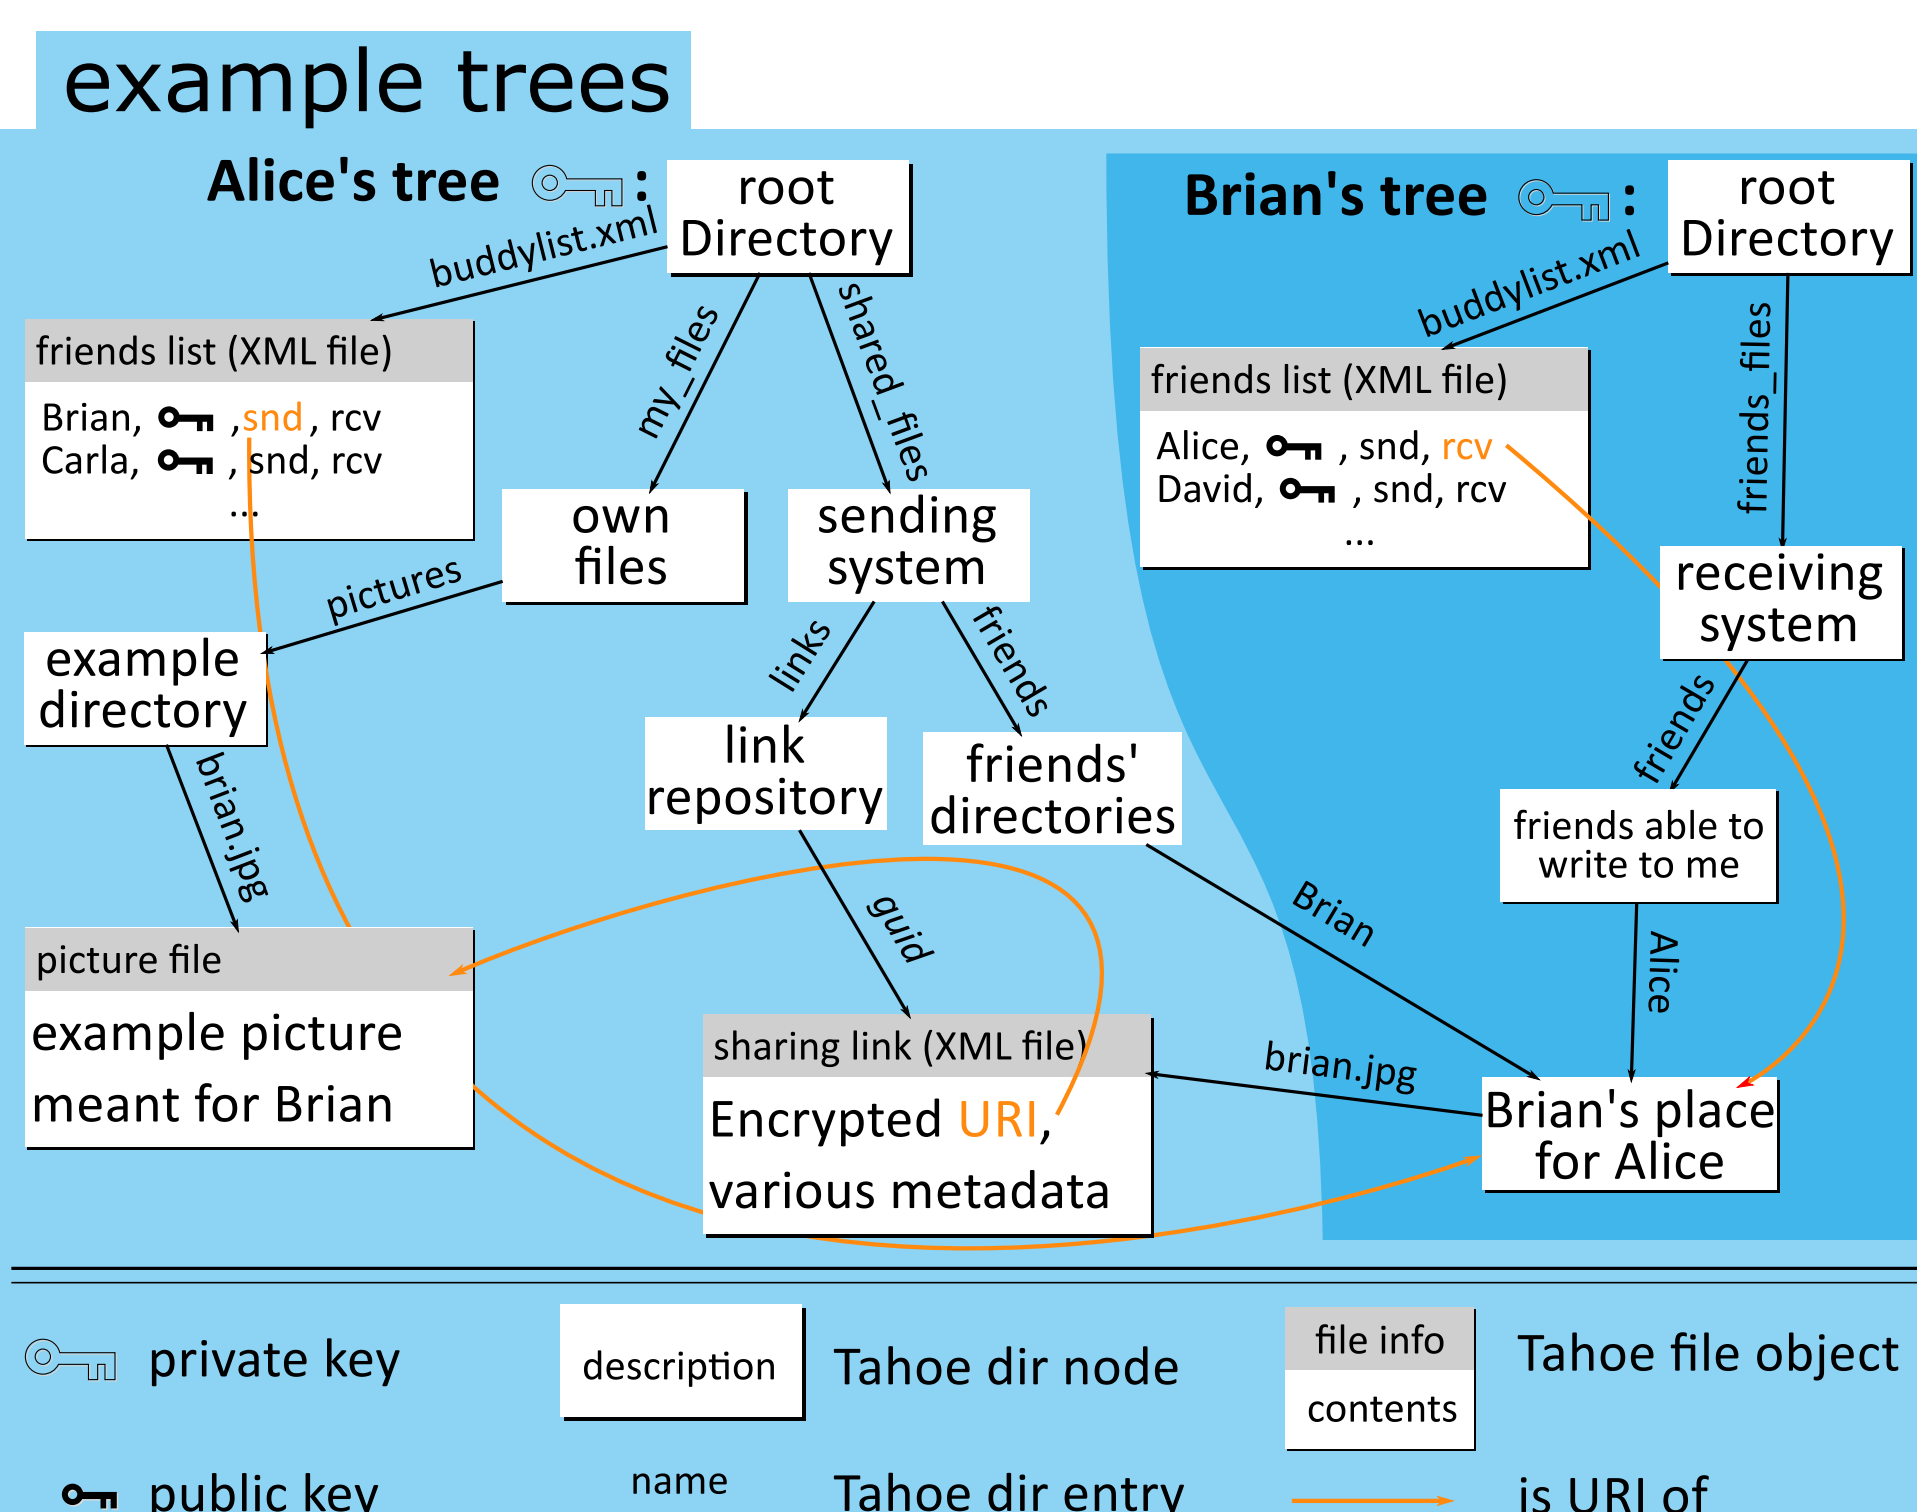 example trees
Alice's tree :
root
Directory
Brian's tree :
root
Directory
buddylist.xml
my_files
shared_files
buddylist.xml
friends_files
friends list (XML file)
Brian, , snd, rcv
Carla, , snd, rcv
...
friends list (XML file)
Alice, , snd, rcv
David, , snd, rcv
...
own
files
sending
system
receiving
system
pictures
links
friends
friends
example
directory
link
repository
friends'
directories
friends able to
write to me
brian.jpg
guid
Brian
Alice
picture file
example picture
meant for Brian
sharing link (XML file)
Encrypted URI,
various metadata
brian.jpg
Brian's place
for Alice
private key
description
Tahoe dir node
file info
contents
Tahoe file object
public key
name
Tahoe dir entry
is URI of